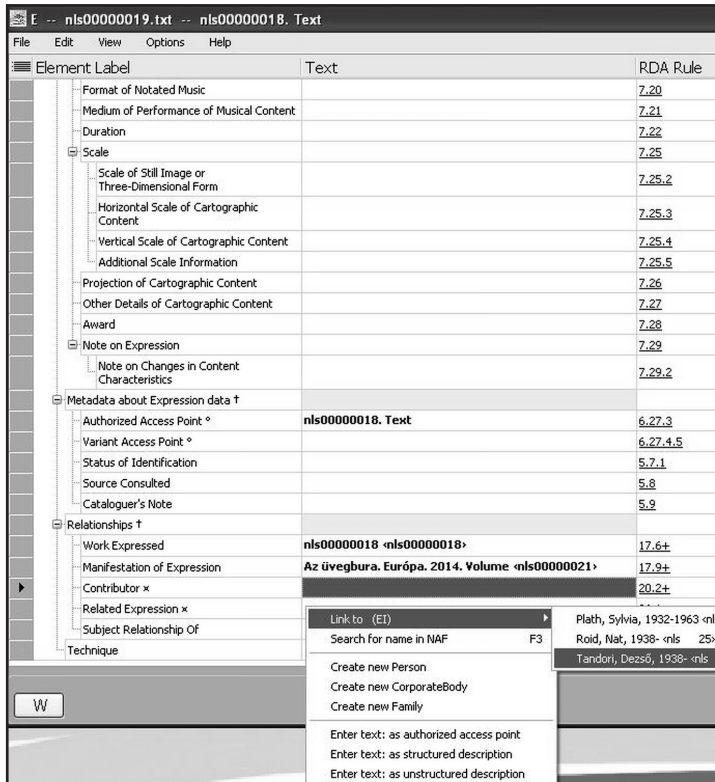 E -- nls00000019.txt -- nls00000018. Text
File Edit View Options Help
Element Label Text RDA Rule
Format of Notated Music 7.20
Medium of Performance of Musical Content 7.21
Duration 7.22
Scale 7.25
Scale of Still Image or
Three-Dimensional Form 7.25.2
Horizontal Scale of Cartographic
Content 7.25.3
Vertical Scale of Cartographic Content 7.25.4
Additional Scale Information 7.25.5
Projection of Cartographic Content 7.26
Other Details of Cartographic Content 7.27
Award 7.28
Note on Expression 7.29
Note on Changes in Content
Characteristics 7.29.2
Metadata about Expression data †
Authorized Access Point ° nls00000018. Text 6.27.3
Variant Access Point ° 6.27.4.5
Status of Identification 5.7.1
Source Consulted 5.8
Cataloguer's Note 5.9
Relationships †
Work Expressed nls00000018 <nls00000018> 17.6+
Manifestation of Expression Az üvegbura. Európa. 2014. Volume <nls00000021> 17.9+
Contributor × 20.2+
Related Expression ×
Subject Relationship Of
Technique
Link to (EI)
Search for name in NAF F3
Create new Person
Create new CorporateBody
Create new Family
Enter text: as authorized access point
Enter text: as structured description
Enter text: as unstructured description
Plath, Sylvia, 1932-1963 <nl
Roid, Nat, 1938- <nls 25>
Tandori, Dezső, 1938- <nls
W